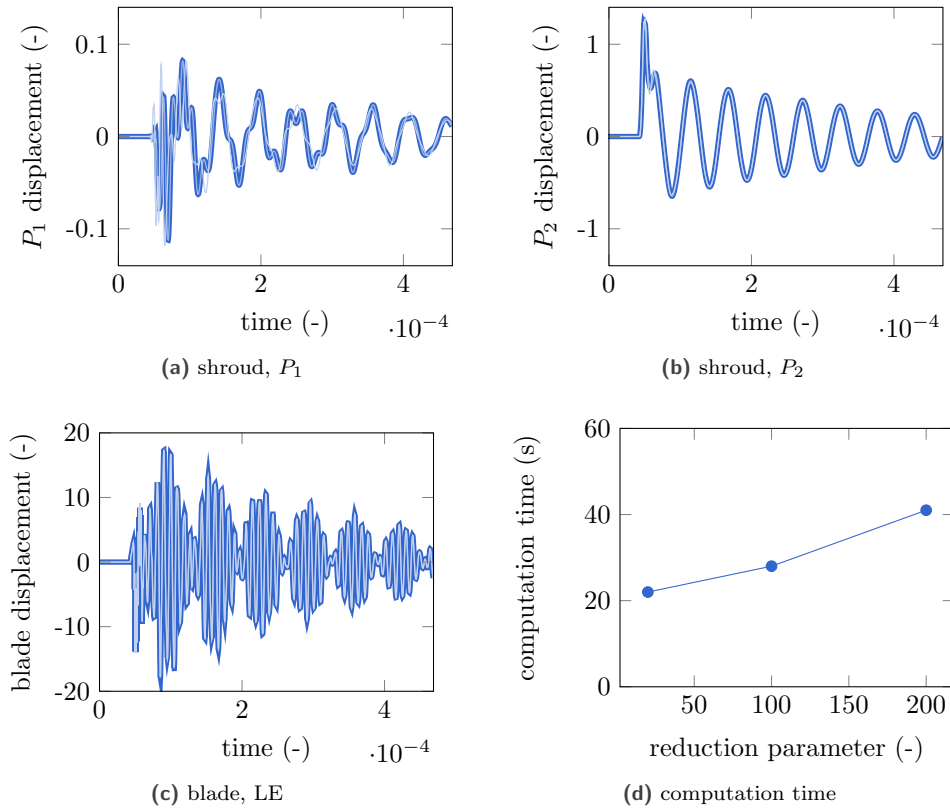 0.1
0
-0.1
P₁ displacement (-)
0
2
4
time (-)
·10⁻⁴
(a) shroud, P₁
1
0
-1
P₂ displacement (-)
0
2
4
time (-)
·10⁻⁴
(b) shroud, P₂
20
10
0
-10
-20
blade displacement (-)
0
2
4
time (-)
·10⁻⁴
(c) blade, LE
60
40
20
0
computation time (s)
50
100
150
200
reduction parameter (-)
(d) computation time